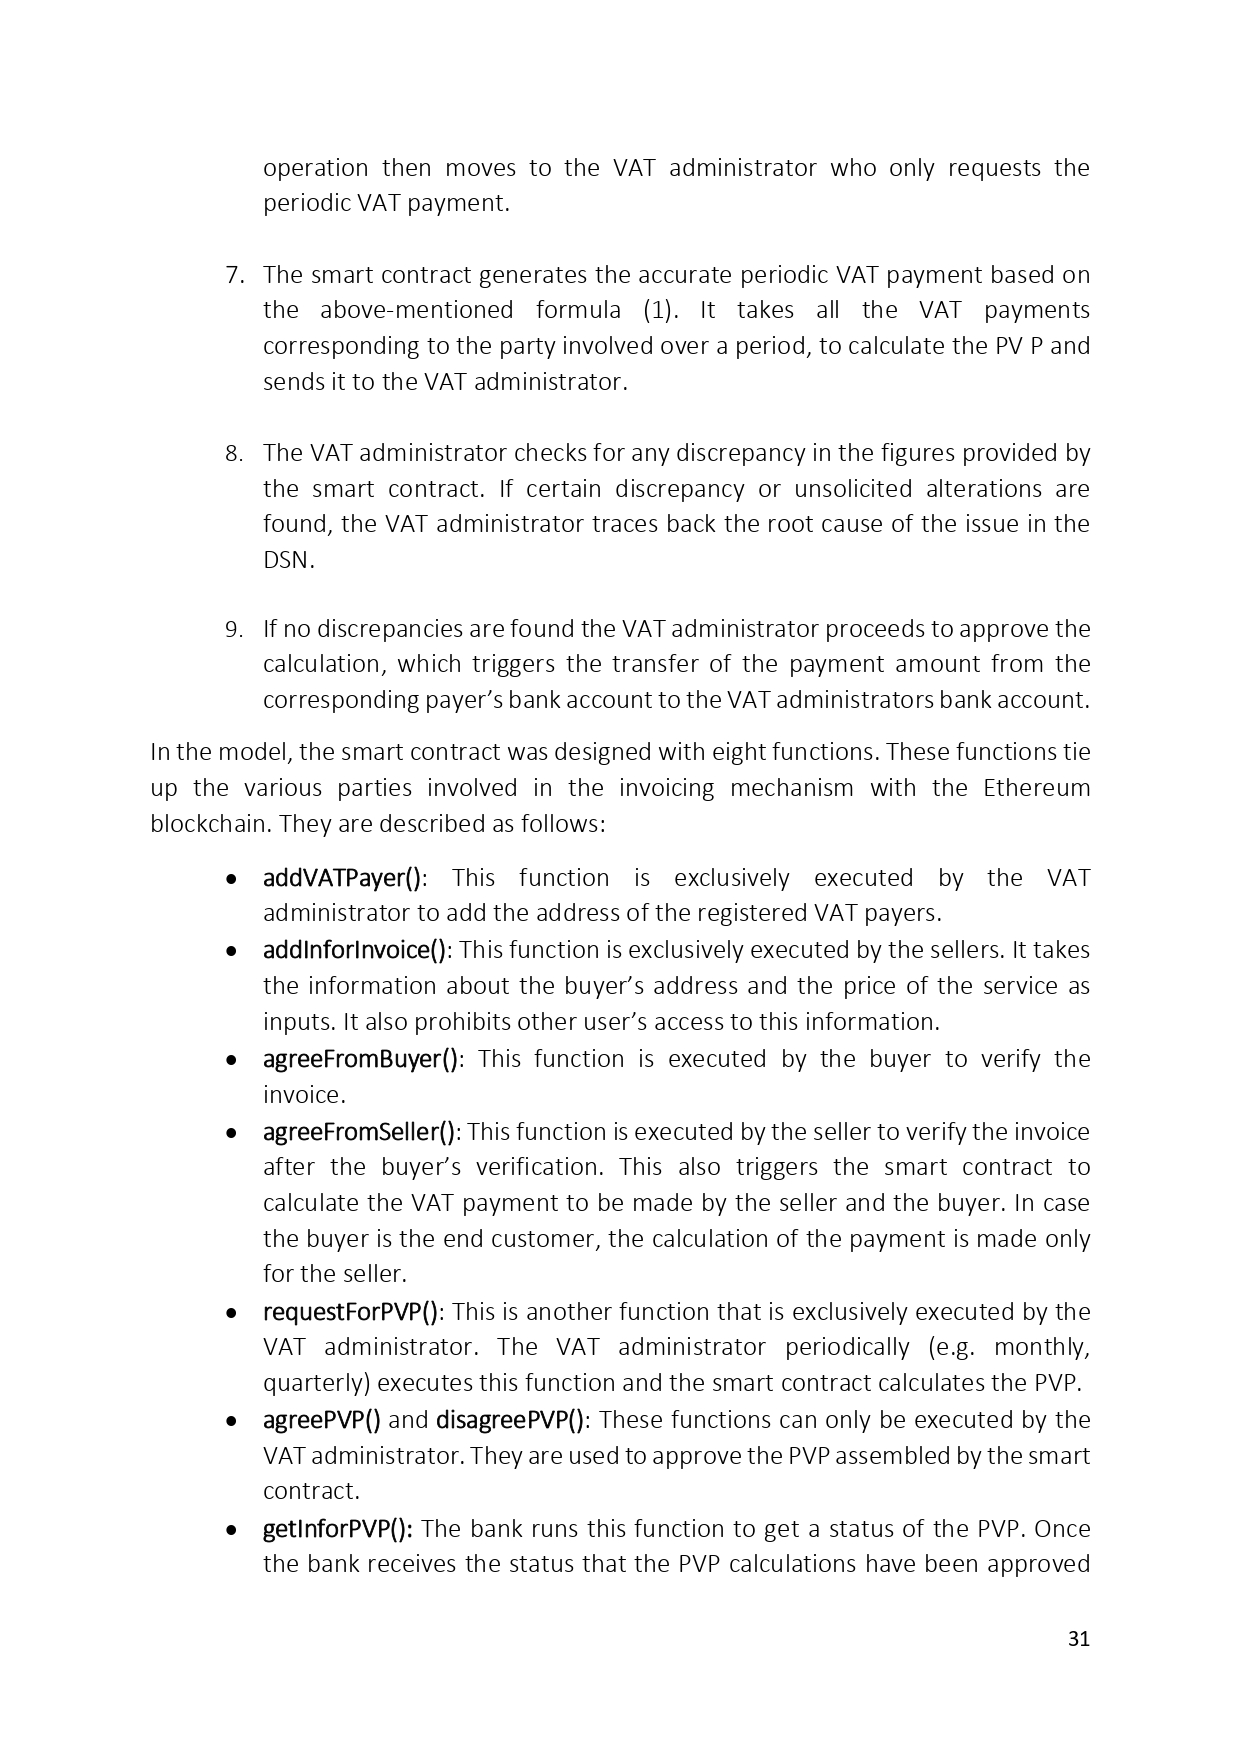 operation then moves to the VAT administrator who only requests the
periodic VAT payment.
7. The smart contract generates the accurate periodic VAT payment based on
the above-mentioned formula (1). It takes all the VAT payments
corresponding to the party involved over a period, to calculate the PV P and
sends it to the VAT administrator.
8. The VAT administrator checks for any discrepancy in the figures provided by
the smart contract. If certain discrepancy or unsolicited alterations are
found, the VAT administrator traces back the root cause of the issue in the
DSN.
9. If no discrepancies are found the VAT administrator proceeds to approve the
calculation, which triggers the transfer of the payment amount from the
corresponding payer’s bank account to the VAT administrators bank account.
In the model, the smart contract was designed with eight functions. These functions tie
up the various parties involved in the invoicing mechanism with the Ethereum
blockchain. They are described as follows:
• addVATPayer(): This function is exclusively executed by the VAT
administrator to add the address of the registered VAT payers.
• addInforInvoice(): This function is exclusively executed by the sellers. It takes
the information about the buyer’s address and the price of the service as
inputs. It also prohibits other user’s access to this information.
• agreeFromBuyer(): This function is executed by the buyer to verify the
invoice.
• agreeFromSeller(): This function is executed by the seller to verify the invoice
after the buyer’s verification. This also triggers the smart contract to
calculate the VAT payment to be made by the seller and the buyer. In case
the buyer is the end customer, the calculation of the payment is made only
for the seller.
• requestForPVP(): This is another function that is exclusively executed by the
VAT administrator. The VAT administrator periodically (e.g. monthly,
quarterly) executes this function and the smart contract calculates the PVP.
• agreePVP() and disagreePVP(): These functions can only be executed by the
VAT administrator. They are used to approve the PVP assembled by the smart
contract.
• getInforPVP(): The bank runs this function to get a status of the PVP. Once
the bank receives the status that the PVP calculations have been approved
31